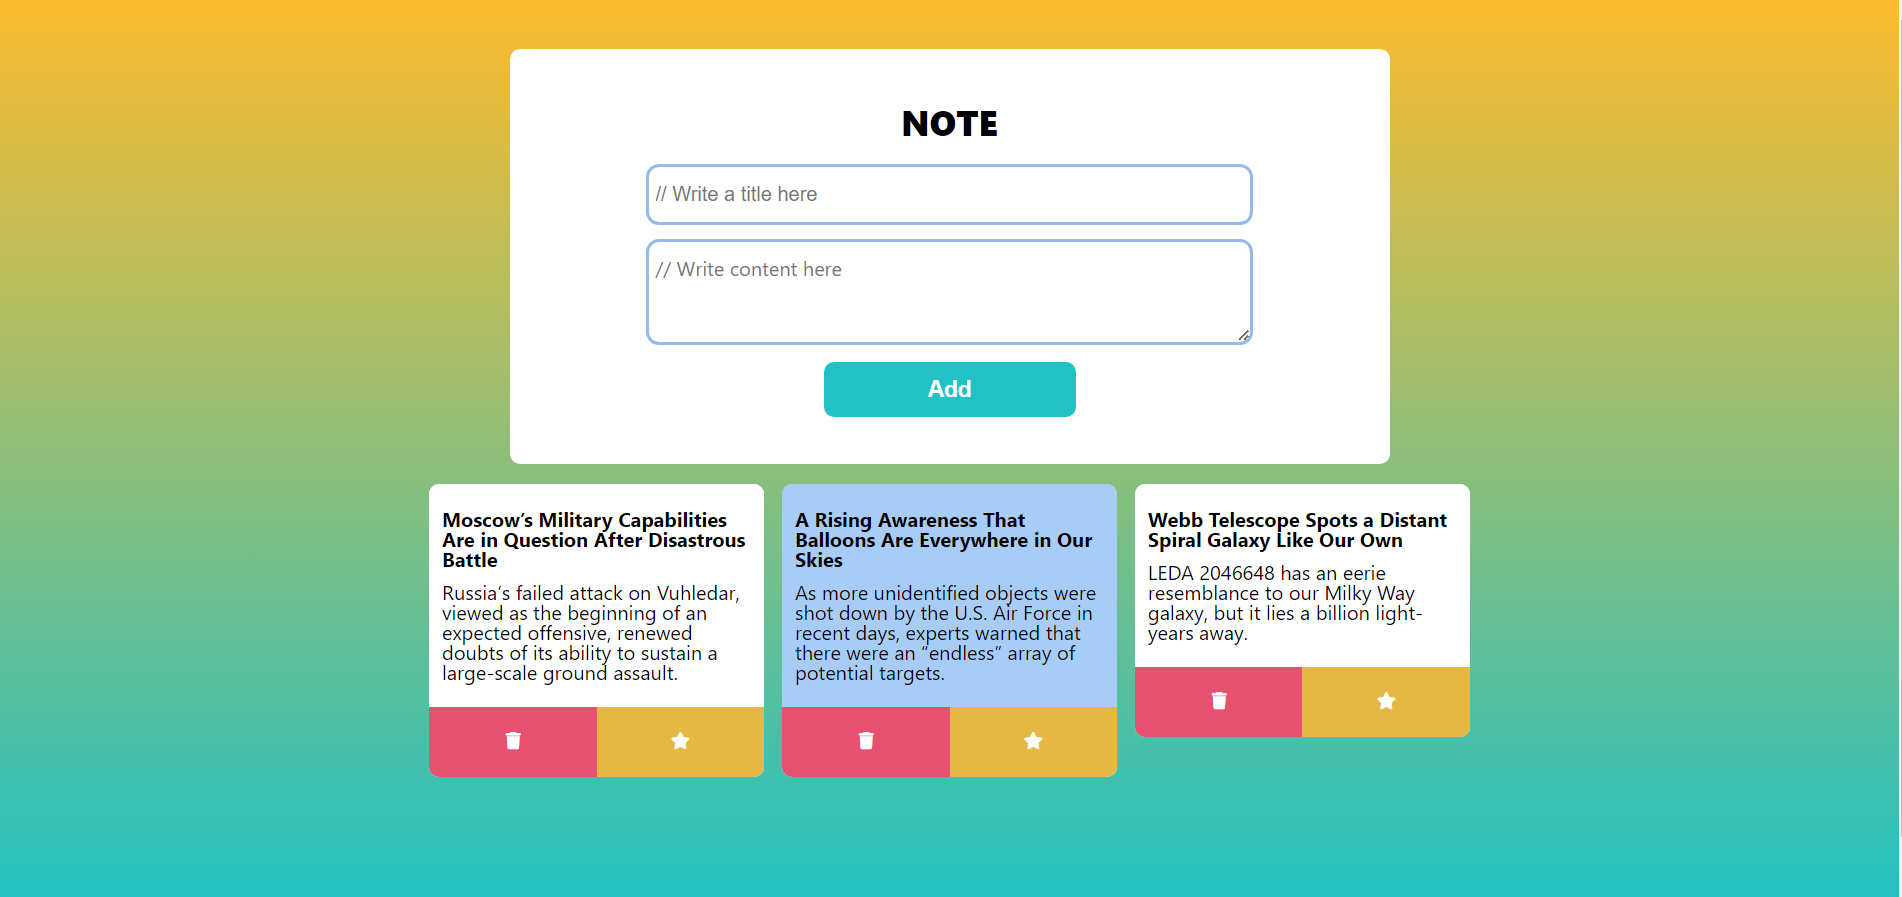 NOTE
// Write a title here
// Write content here
Add
Moscow’s Military Capabilities
Are in Question After Disastrous
Battle
Russia’s failed attack on Vuhledar,
viewed as the beginning of an
expected offensive, renewed
doubts of its ability to sustain a
large-scale ground assault.
A Rising Awareness That
Balloons Are Everywhere in Our
Skies
As more unidentified objects were
shot down by the U.S. Air Force in
recent days, experts warned that
there were an “endless” array of
potential targets.
Webb Telescope Spots a Distant
Spiral Galaxy Like Our Own
LEDA 2046648 has an eerie
resemblance to our Milky Way
galaxy, but it lies a billion light-
years away.